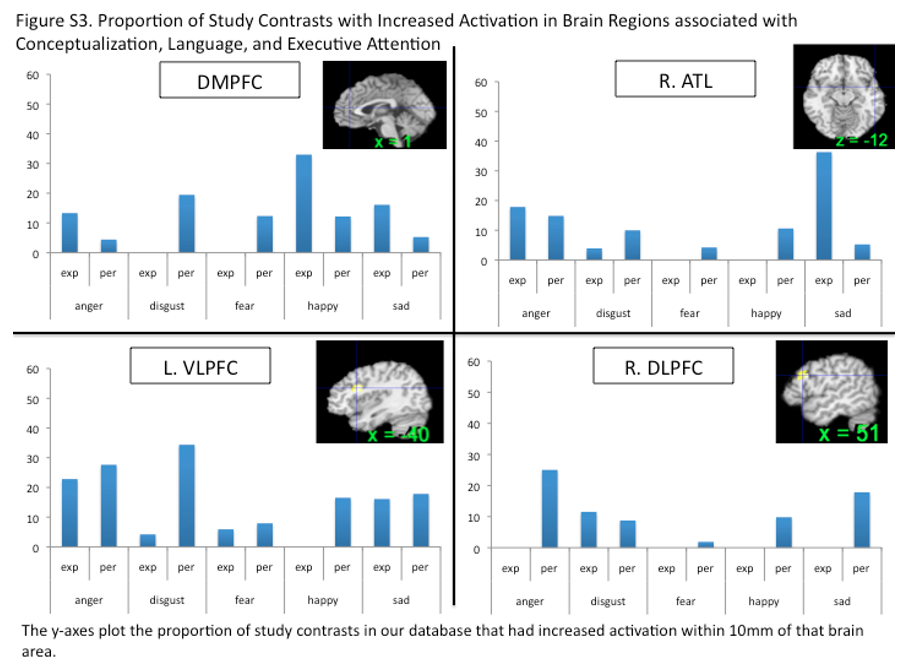 Figure S3. Proportion of Study Contrasts with Increased Activation in Brain Regions associated with
Conceptualization, Language, and Executive Attention
DMPFC
x = 1
60
50
40
30
20
10
0
exp per exp per exp per exp per exp per
anger disgust fear happy sad
R. ATL
z = -12
60
50
40
30
20
10
0
exp per exp per exp per exp per exp per
anger disgust fear happy sad
L. VLPFC
x = -40
60
50
40
30
20
10
0
exp per exp per exp per exp per exp per
anger disgust fear happy sad
R. DLPFC
x = 51
60
50
40
30
20
10
0
exp per exp per exp per exp per exp per
anger disgust fear happy sad
The y-axes plot the proportion of study contrasts in our database that had increased activation within 10mm of that brain
area.